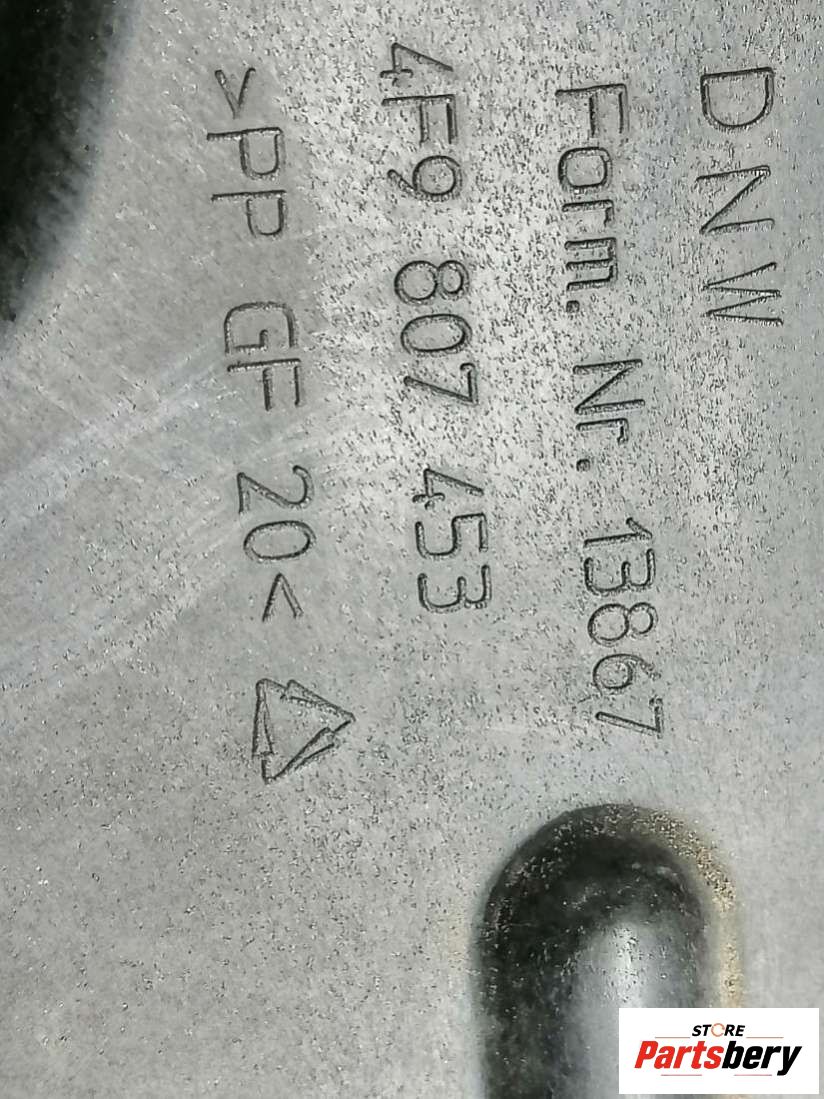 DNW
Form. Nr. 13867
4F9 807 453
>PP GF 20<
STORE
Partsbery